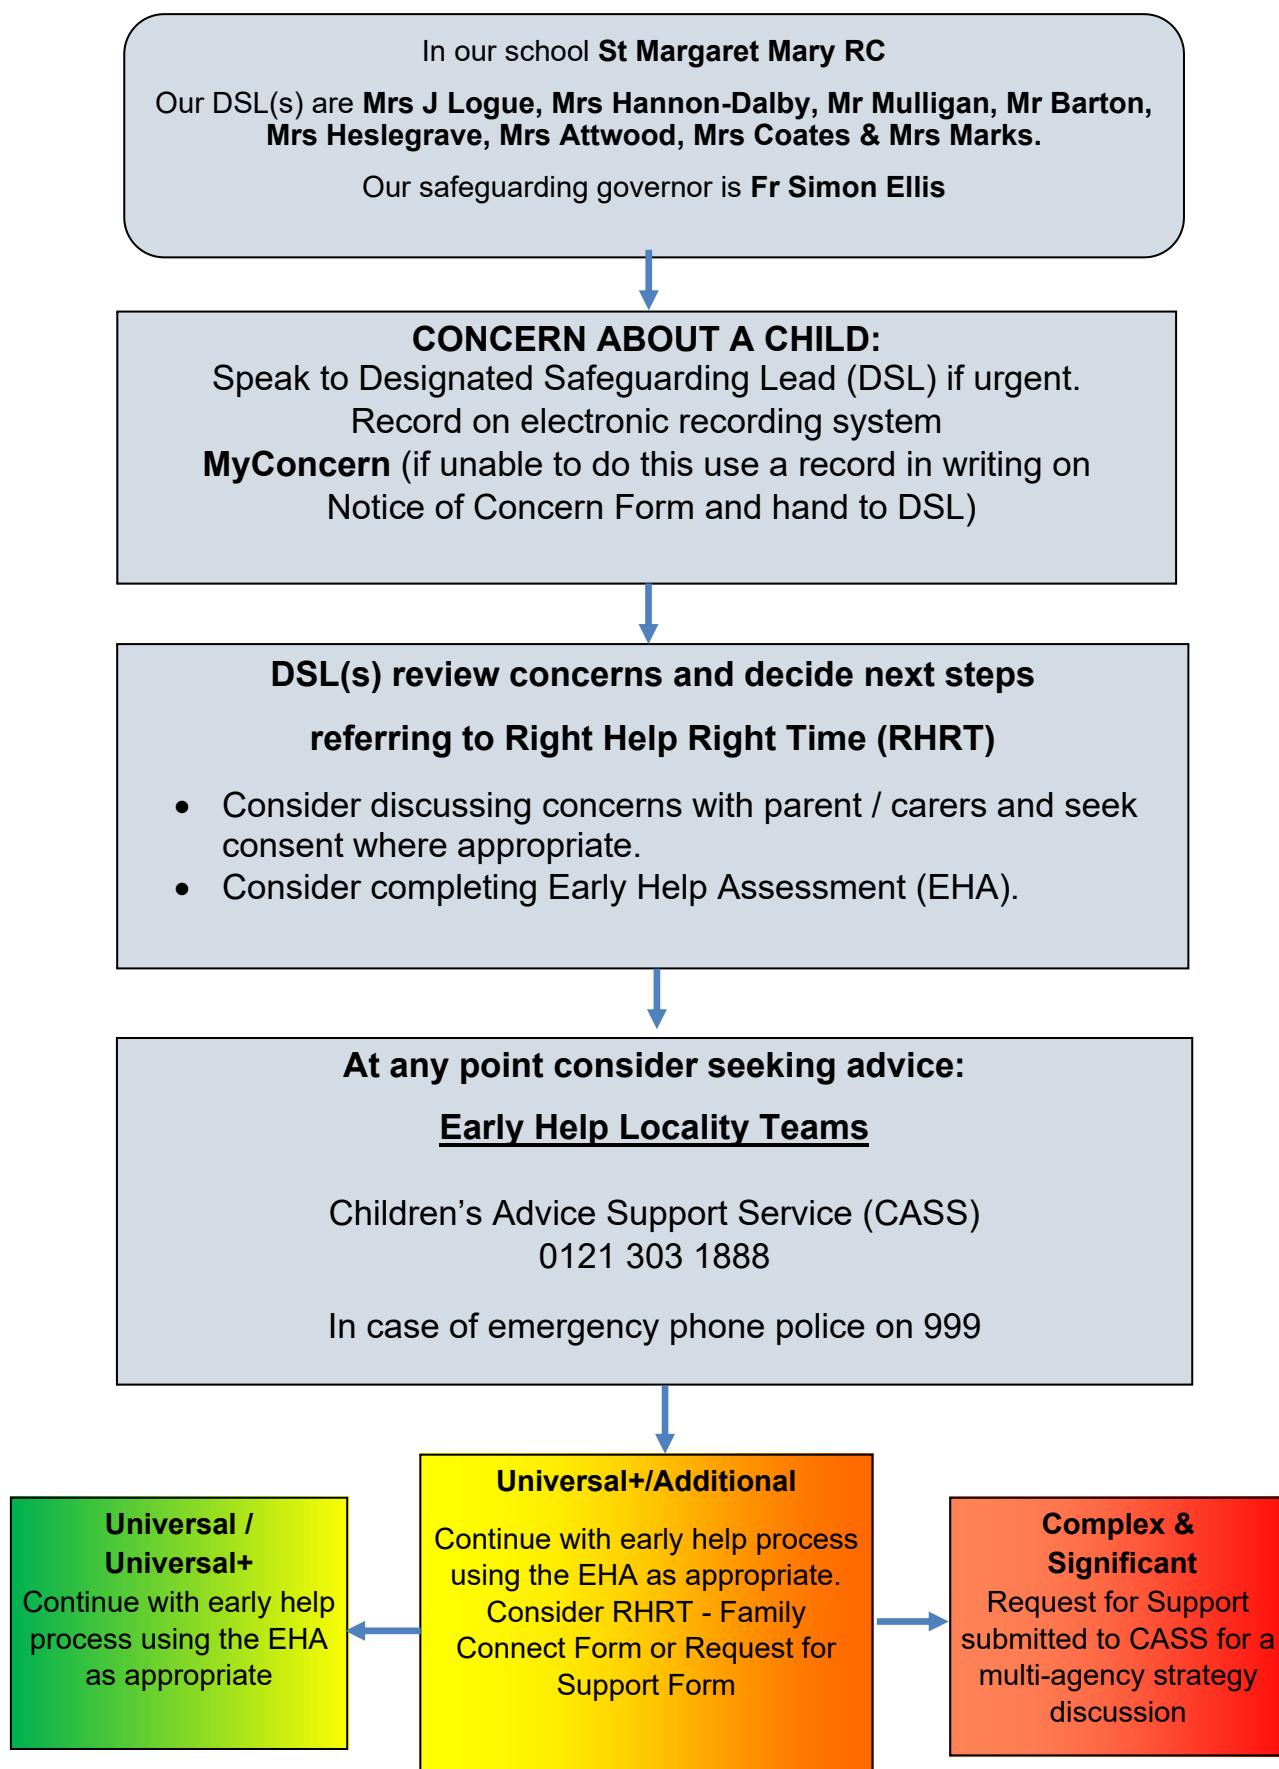 In our school St Margaret Mary RC
Our DSL(s) are Mrs J Logue, Mrs Hannon-Dalby, Mr Mulligan, Mr Barton,
Mrs Heslegrave, Mrs Attwood, Mrs Coates & Mrs Marks.
Our safeguarding governor is Fr Simon Ellis
CONCERN ABOUT A CHILD:
Speak to Designated Safeguarding Lead (DSL) if urgent.
Record on electronic recording system
MyConcern (if unable to do this use a record in writing on
Notice of Concern Form and hand to DSL)
DSL(s) review concerns and decide next steps
referring to Right Help Right Time (RHRT)
• Consider discussing concerns with parent / carers and seek
consent where appropriate.
• Consider completing Early Help Assessment (EHA).
At any point consider seeking advice:
Early Help Locality Teams
Children’s Advice Support Service (CASS)
0121 303 1888
In case of emergency phone police on 999
Universal /
Universal+
Continue with early help
process using the EHA
as appropriate
Universal+/Additional
Continue with early help process
using the EHA as appropriate.
Consider RHRT - Family
Connect Form or Request for
Support Form
Complex &
Significant
Request for Support
submitted to CASS for a
multi-agency strategy
discussion